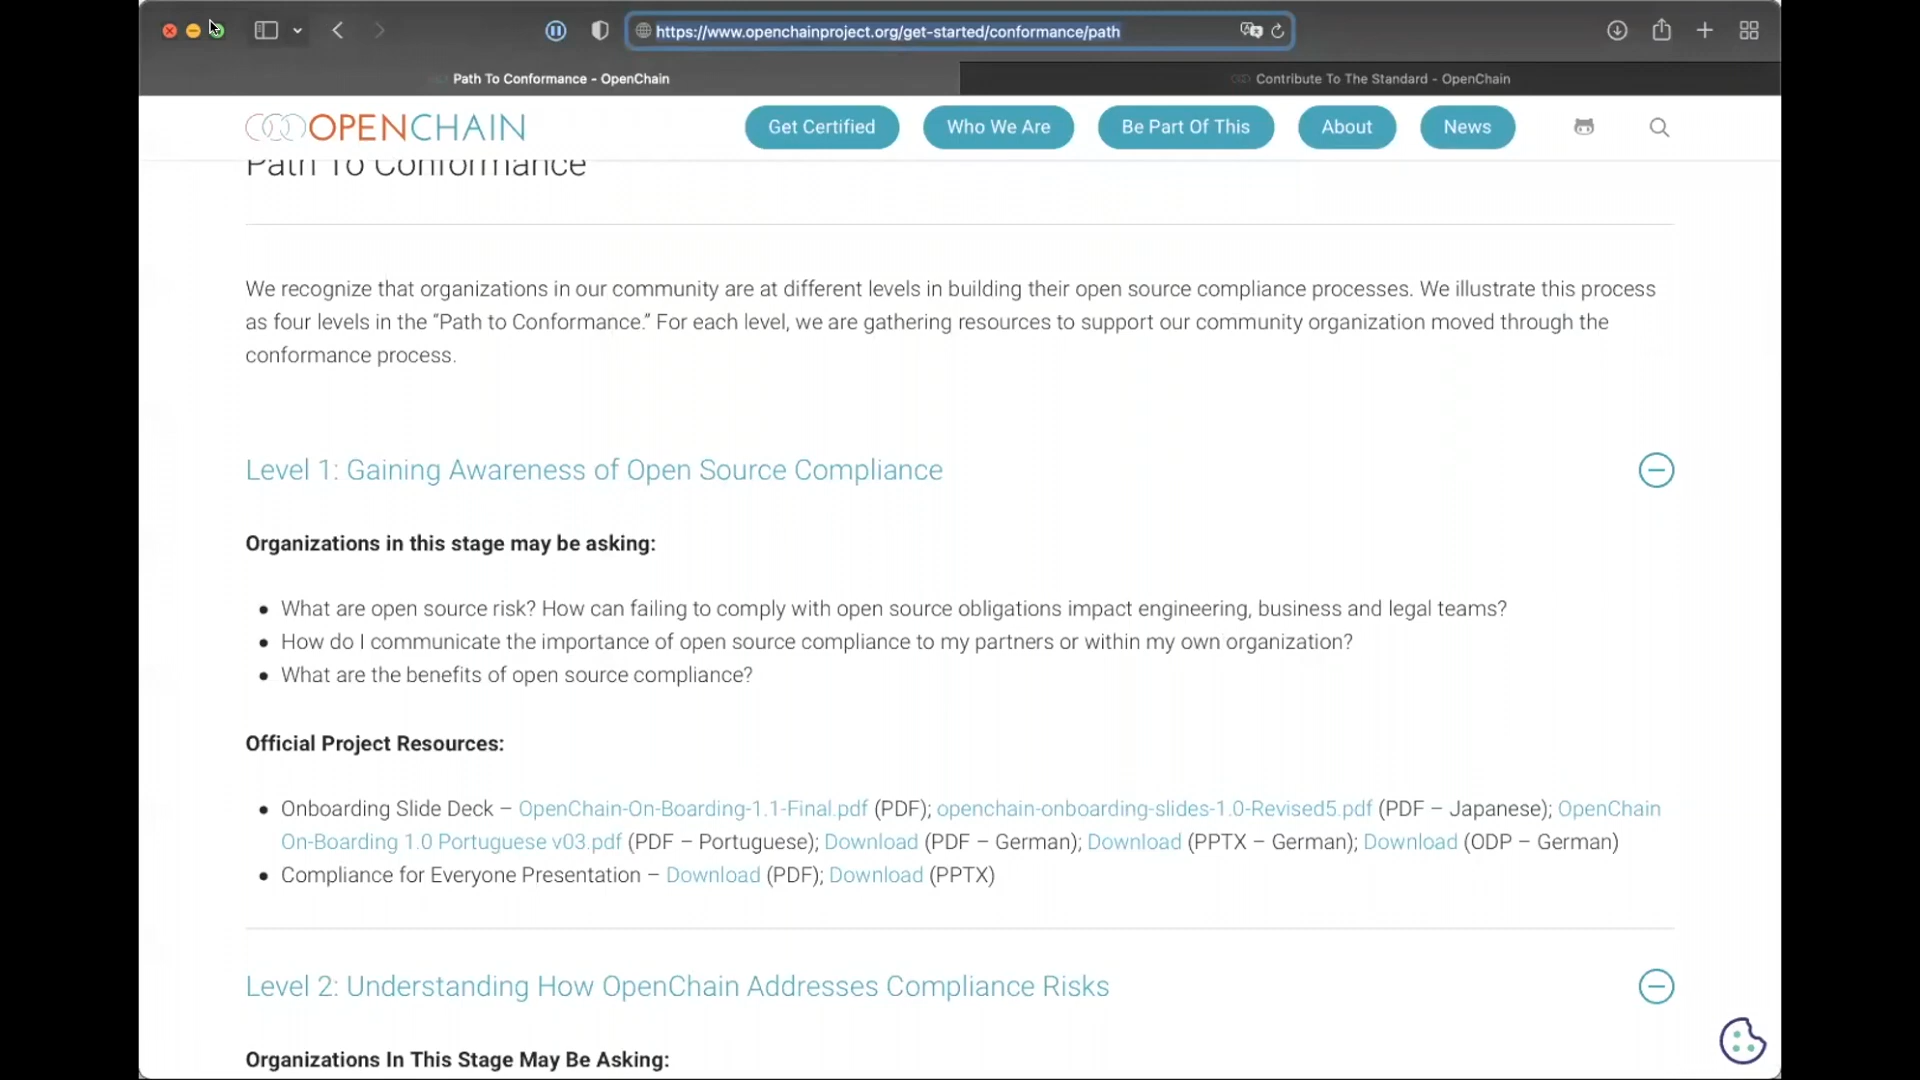 https://www.openchainproject.org/get-started/conformance/path
Path To Conformance - OpenChain
Contribute To The Standard - OpenChain
OPENCHAIN
Get Certified
Who We Are
Be Part Of This
About
News
Path To Conformance
We recognize that organizations in our community are at different levels in building their open source compliance processes. We illustrate this process
as four levels in the “Path to Conformance.” For each level, we are gathering resources to support our community organization moved through the
conformance process.
Level 1: Gaining Awareness of Open Source Compliance
Organizations in this stage may be asking:
What are open source risk? How can failing to comply with open source obligations impact engineering, business and legal teams?
How do I communicate the importance of open source compliance to my partners or within my own organization?
What are the benefits of open source compliance?
Official Project Resources:
Onboarding Slide Deck – OpenChain-On-Boarding-1.1-Final.pdf (PDF); openchain-onboarding-slides-1.0-Revised5.pdf (PDF – Japanese); OpenChain
On-Boarding 1.0 Portuguese v03.pdf (PDF – Portuguese); Download (PDF – German); Download (PPTX – German); Download (ODP – German)
Compliance for Everyone Presentation – Download (PDF); Download (PPTX)
Level 2: Understanding How OpenChain Addresses Compliance Risks
Organizations In This Stage May Be Asking: